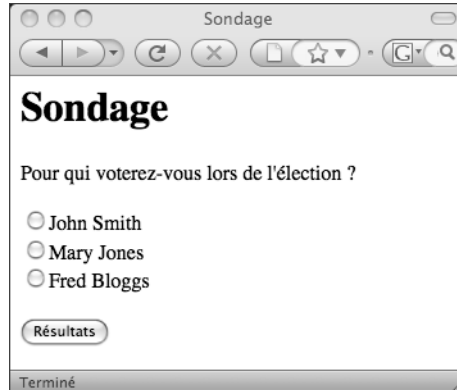 Sondage
G
Sondage
Pour qui voterez-vous lors de l'élection ?
John Smith
Mary Jones
Fred Bloggs
Résultats
Terminé